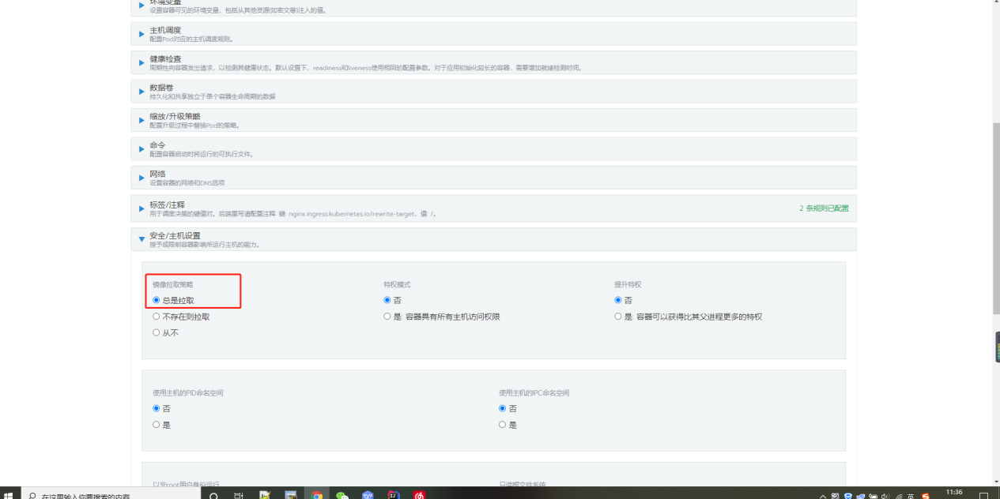 环境变量
设置容器可见的环境变量，包括从其他资源(如密文等)注入的值。
主机调度
配置Pod对应的主机调度规则。
健康检查
周期性向容器发出请求，以检测其健康状态。默认设置下，readiness和liveness使用相同的配置参数。对于应用初始化较长的容器，需要增加就绪检测时间。
数据卷
持久化和共享独立于单个容器生命周期的数据
缩放/升级策略
配置升级过程中替换Pod的策略。
命令
配置容器启动时将运行的可执行文件。
网络
设置容器的网络和DNS选项
标签/注释
用于调度决策的键值对。后端重写请配置注释: 键: nginx.ingress.kubernetes.io/rewrite-target，值: /。
2 条规则已配置
安全/主机设置
授予或限制容器影响所运行主机的能力。
镜像拉取策略
总是拉取
不存在则拉取
从不
特权模式
否
是: 容器具有所有主机访问权限
提升特权
否
是: 容器可以获得比其父进程更多的特权
使用主机的PID命名空间
否
是
使用主机的IPC命名空间
否
是
以非root用户身份运行
只读根文件系统
在这里输入你要搜索的内容
英
11:36